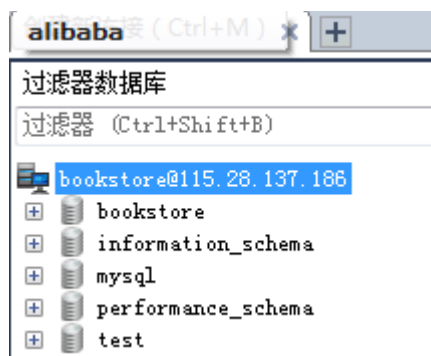 alibaba (Ctrl+M)
过滤器数据库
过滤器 (Ctrl+Shift+B)
bookstore@115.28.137.186
bookstore
information_schema
mysql
performance_schema
test